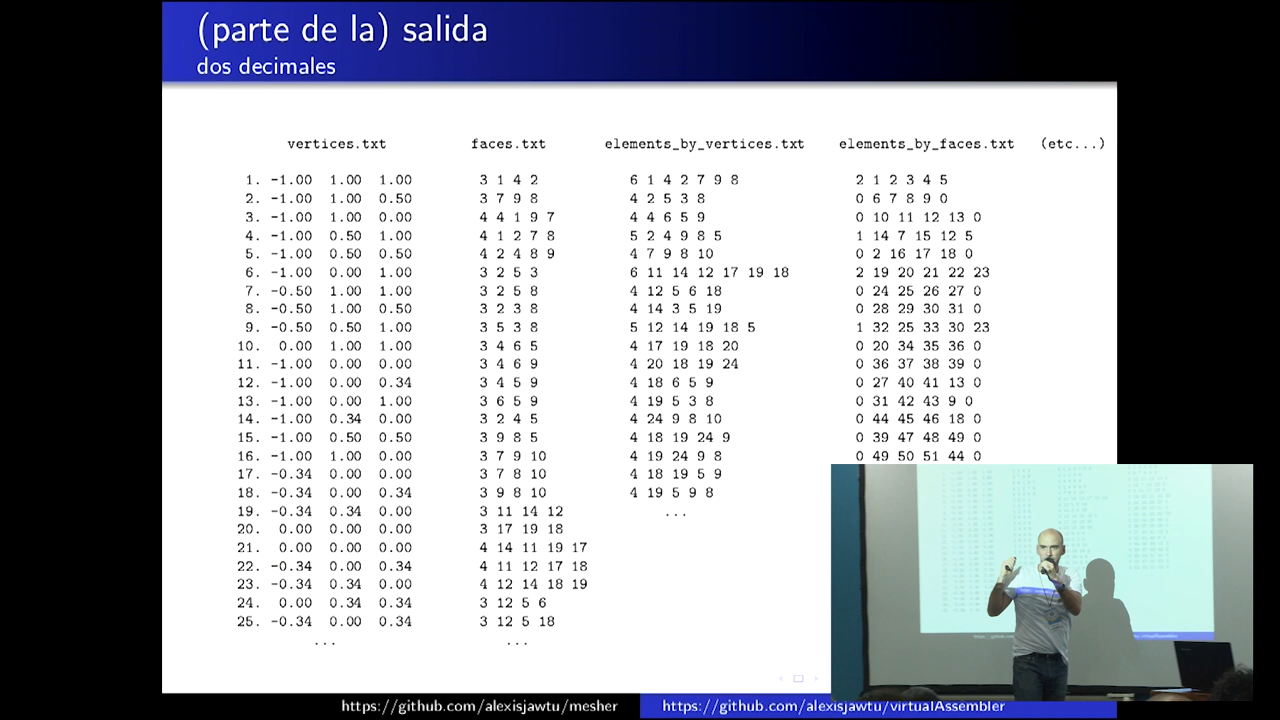 (parte de la) salida
dos decimales
vertices.txt faces.txt elements_by_vertices.txt elements_by_faces.txt (etc...)
1. -1.00 1.00 1.00 3 1 4 2 6 1 4 2 7 9 8 2 1 2 3 4 5
2. -1.00 1.00 0.50 3 7 9 8 4 2 5 3 8 0 6 7 8 9 0
3. -1.00 1.00 0.00 4 4 1 9 7 4 4 6 5 9 0 10 11 12 13 0
4. -1.00 0.50 1.00 4 1 2 7 8 5 2 4 9 8 5 1 14 7 15 12 5
5. -1.00 0.50 0.50 4 2 4 8 9 4 7 9 8 10 0 2 16 17 18 0
6. -1.00 0.00 1.00 3 2 5 3 6 11 14 12 17 19 18 2 19 20 21 22 23
7. -0.50 1.00 1.00 3 2 5 8 4 12 5 6 18 0 24 25 26 27 0
8. -0.50 1.00 0.50 3 2 3 8 4 14 3 5 19 0 28 29 30 31 0
9. -0.50 0.50 1.00 3 5 3 8 5 12 14 19 18 5 1 32 25 33 30 23
10. 0.00 1.00 1.00 3 4 6 5 4 17 19 18 20 0 20 34 35 36 0
11. -1.00 0.00 0.00 3 4 6 9 4 20 18 19 24 0 36 37 38 39 0
12. -1.00 0.00 0.34 3 4 5 9 4 18 6 5 9 0 27 40 41 13 0
13. -1.00 0.00 1.00 3 6 5 9 4 19 5 3 8 0 31 42 43 9 0
14. -1.00 0.34 0.00 3 2 4 5 4 24 9 8 10 0 44 45 46 18 0
15. -1.00 0.50 0.50 3 9 8 5 4 18 19 24 9 0 39 47 48 49 0
16. -1.00 1.00 0.00 3 7 9 10 4 19 24 9 8 0 49 50 51 44 0
17. -0.34 0.00 0.00 3 7 8 10 4 18 19 5 9
18. -0.34 0.00 0.34 3 9 8 10 4 19 5 9 8
19. -0.34 0.34 0.00 3 11 14 12 ...
20. 0.00 0.00 0.00 3 17 19 18
21. 0.00 0.00 0.00 4 14 11 19 17
22. -0.34 0.00 0.34 4 11 12 17 18
23. -0.34 0.34 0.00 4 12 14 18 19
24. 0.00 0.34 0.34 3 12 5 6
25. -0.34 0.00 0.34 3 12 5 18
... ...
https://github.com/alexisjawtu/mesher https://github.com/alexisjawtu/virtualAssembler